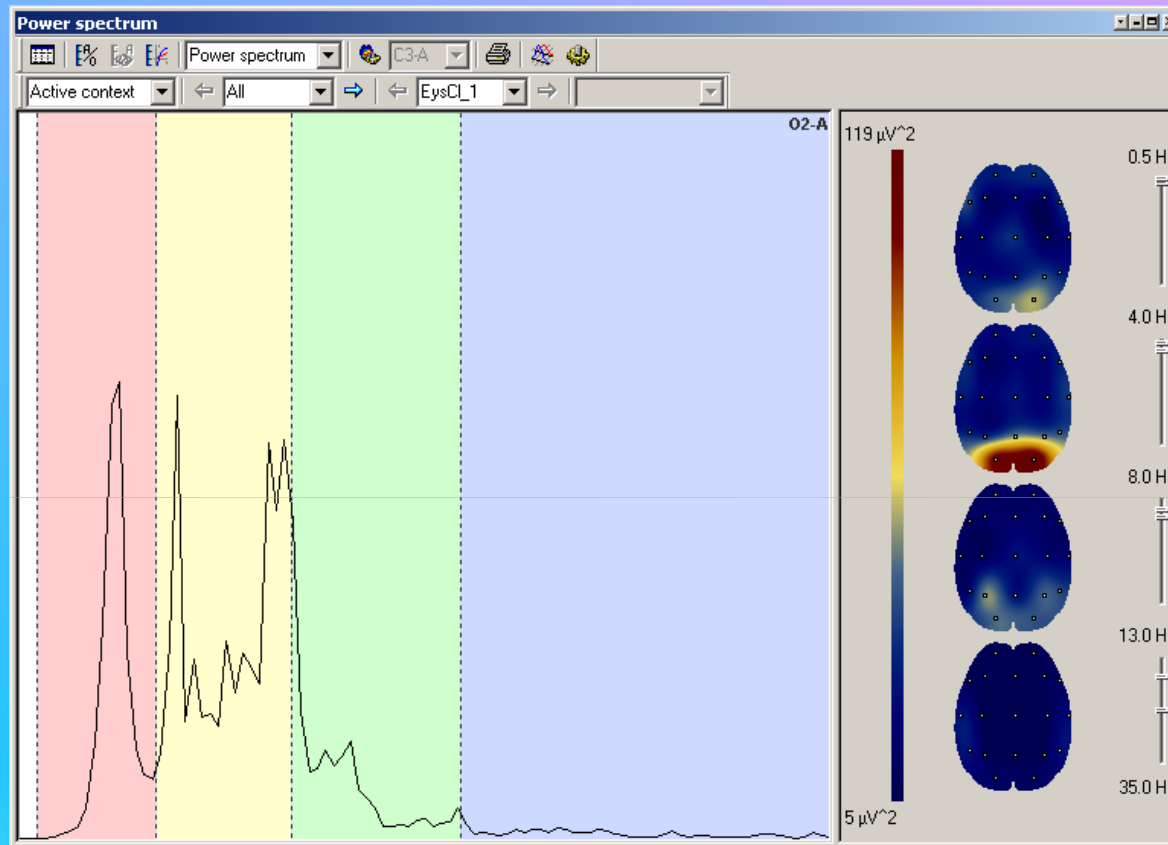 Power spectrum
Power spectrum C3-A
Active context All EysCl_1
O2-A
119 µV^2
0.5 H
4.0 H
8.0 H
13.0 H
35.0 H
5 µV^2